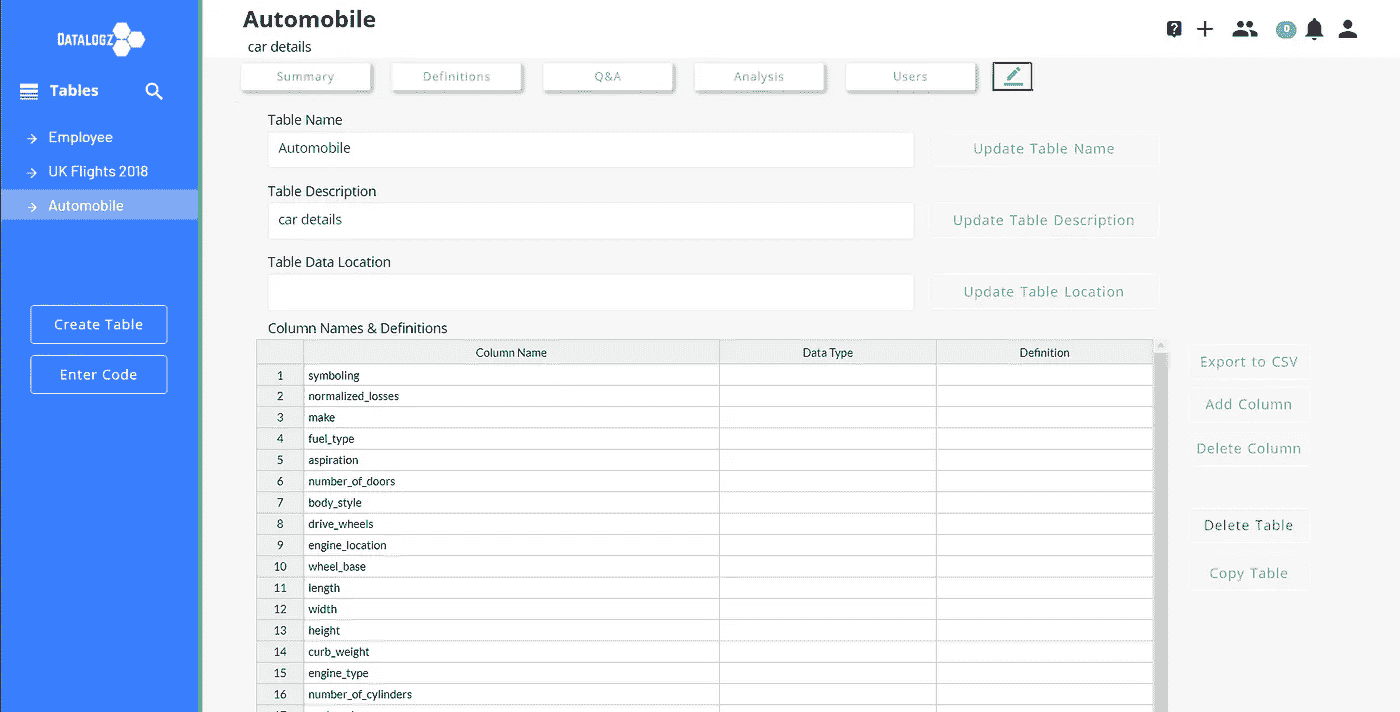 DATALOGZ
Tables
Employee
UK Flights 2018
Automobile
Create Table
Enter Code
Automobile
car details
?
0
Summary
Definitions
Q&A
Analysis
Users
Table Name
Automobile
Update Table Name
Table Description
car details
Update Table Description
Table Data Location
Update Table Location
Column Names & Definitions
Column Name Data Type Definition
1 symboling
2 normalized_losses
3 make
4 fuel_type
5 aspiration
6 number_of_doors
7 body_style
8 drive_wheels
9 engine_location
10 wheel_base
11 length
12 width
13 height
14 curb_weight
15 engine_type
16 number_of_cylinders
Export to CSV
Add Column
Delete Column
Delete Table
Copy Table